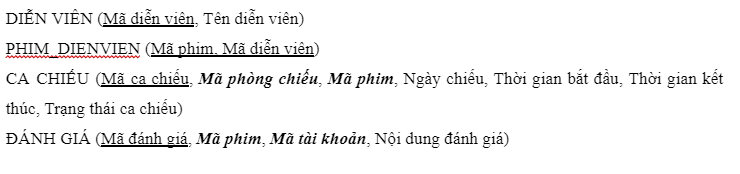 DIỄN VIÊN (Mã diễn viên, Tên diễn viên)
PHIM_DIENVIEN (Mã phim, Mã diễn viên)
CA CHIẾU (Mã ca chiếu, Mã phòng chiếu, Mã phim, Ngày chiếu, Thời gian bắt đầu, Thời gian kết
thúc, Trạng thái ca chiếu)
ĐÁNH GIÁ (Mã đánh giá, Mã phim, Mã tài khoản, Nội dung đánh giá)